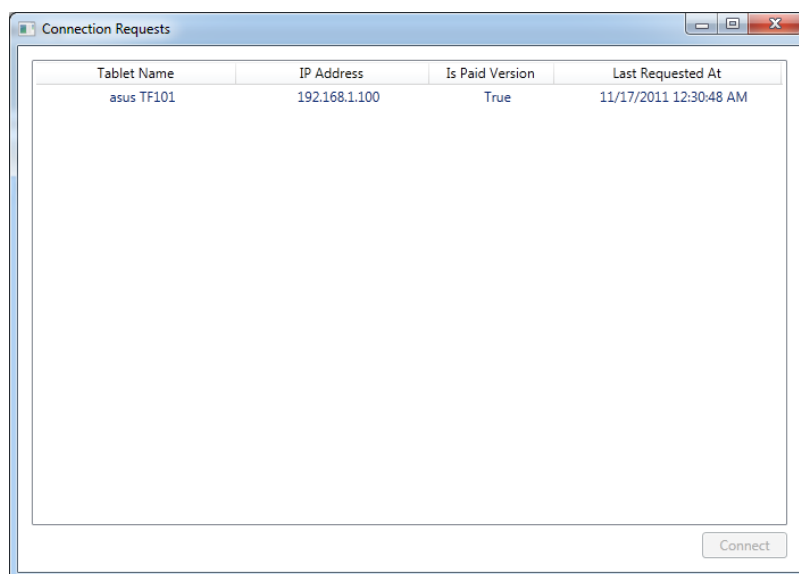 Connection Requests
Tablet Name IP Address Is Paid Version Last Requested At
asus TF101 192.168.1.100 True 11/17/2011 12:30:48 AM
Connect